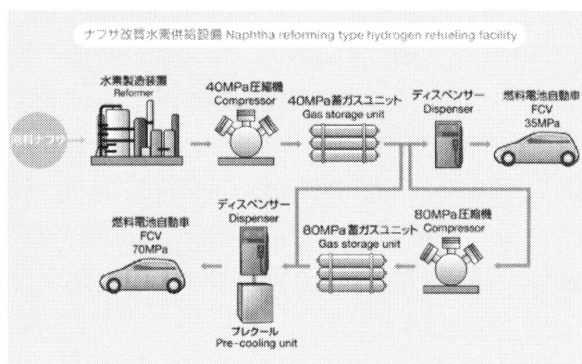 ナフサ改質水素供給設備 Naphtha reforming type hydrogen refueling facility
水素製造装置
Reformer
40MPa圧縮機
Compressor
40MPa蓄ガスユニット
Gas storage unit
ディスペンサー
Dispenser
燃料電池自動車
FCV
35MPa
原料ナフサ
燃料電池自動車
FCV
70MPa
ディスペンサー
Dispenser
80MPa蓄ガスユニット
Gas storage unit
80MPa圧縮機
Compressor
プレクール
Pre-cooling unit